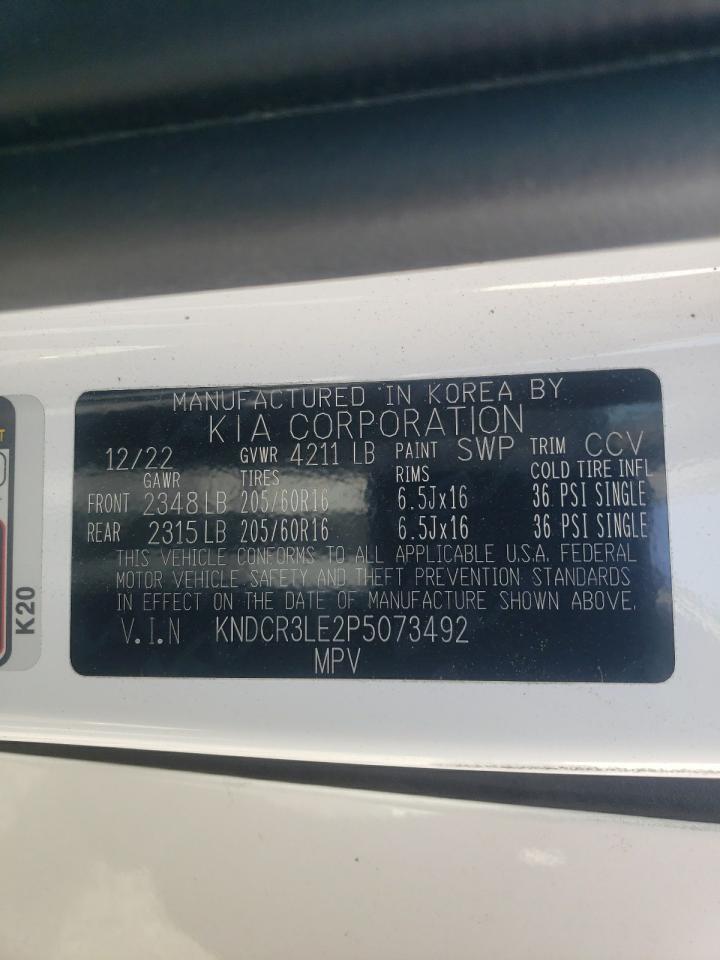 MANUFACTURED IN KOREA BY
KIA CORPORATION
12/22 GVWR 4211 LB PAINT SWP TRIM CCV
GAWR TIRES RIMS COLD TIRE INFL
FRONT 2348 LB 205/60R16 6.5Jx16 36 PSI SINGLE
REAR 2315 LB 205/60R16 6.5Jx16 36 PSI SINGLE
THIS VEHICLE CONFORMS TO ALL APPLICABLE U.S.A. FEDERAL
MOTOR VEHICLE SAFETY AND THEFT PREVENTION STANDARDS
IN EFFECT ON THE DATE OF MANUFACTURE SHOWN ABOVE.
V.I.N KNDCR3LE2P5073492
MPV
K20